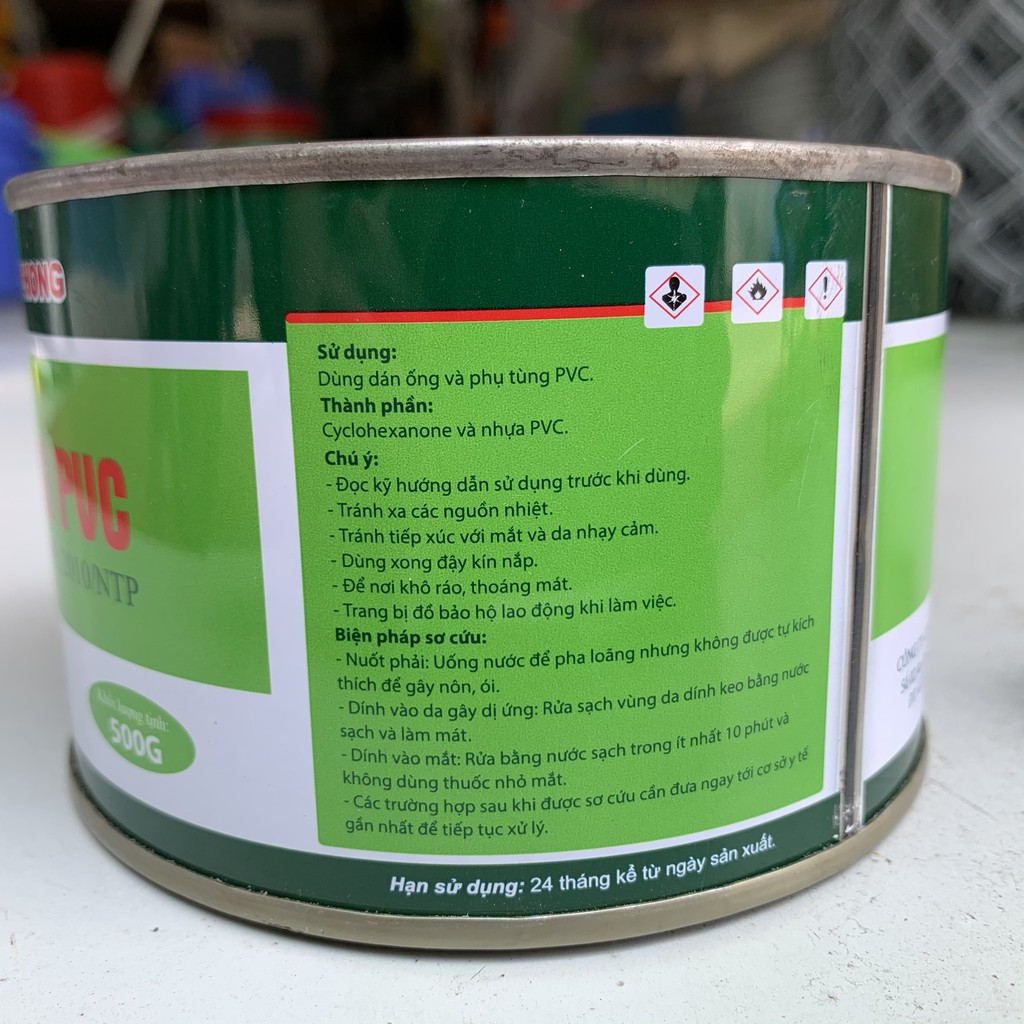 PVC
/NTP
Khối lượng tịnh:
500G
Sử dụng:
Dùng dán ống và phụ tùng PVC.
Thành phần:
Cyclohexanone và nhựa PVC.
Chú ý:
- Đọc kỹ hướng dẫn sử dụng trước khi dùng.
- Tránh xa các nguồn nhiệt.
- Tránh tiếp xúc với mắt và da nhạy cảm.
- Dùng xong đậy kín nắp.
- Để nơi khô ráo, thoáng mát.
- Trang bị đồ bảo hộ lao động khi làm việc.
Biện pháp sơ cứu:
- Nuốt phải: Uống nước để pha loãng nhưng không được tự kích
thích để gây nôn, ói.
- Dính vào da gây dị ứng: Rửa sạch vùng da dính keo bằng nước
sạch và làm mát.
- Dính vào mắt: Rửa bằng nước sạch trong ít nhất 10 phút và
không dùng thuốc nhỏ mắt.
- Các trường hợp sau khi được sơ cứu cần đưa ngay tới cơ sở y tế
gần nhất để tiếp tục xử lý.
Hạn sử dụng: 24 tháng kể từ ngày sản xuất.